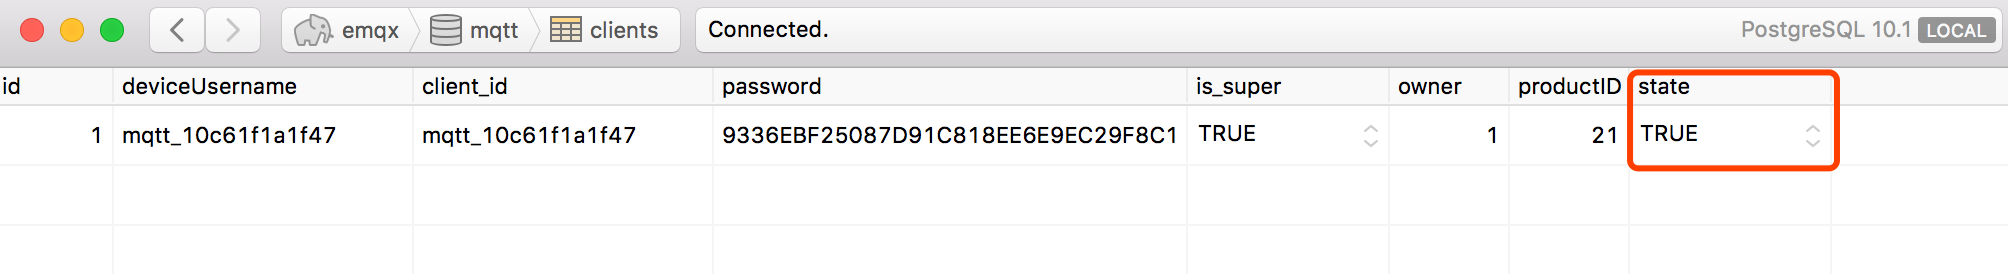 emqx mqtt clients Connected. PostgreSQL 10.1 LOCAL
id deviceUsername client_id password is_super owner productID state
1 mqtt_10c61f1a1f47 mqtt_10c61f1a1f47 9336EBF25087D91C818EE6E9EC29F8C1 TRUE 1 21 TRUE